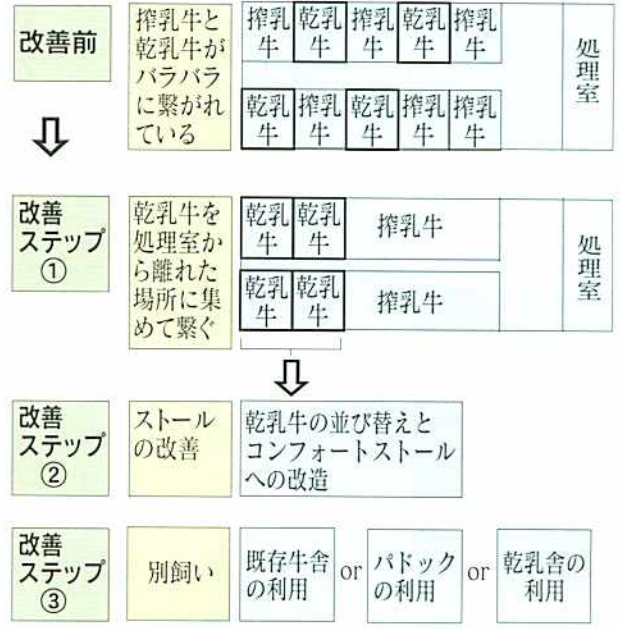 改善前
搾乳牛と
乾乳牛が
バラバラ
に繋がれ
ている
搾乳
牛
乾乳
牛
搾乳
牛
乾乳
牛
搾乳
牛
乾乳
牛
搾乳
牛
乾乳
牛
搾乳
牛
搾乳
牛
処理室
改善
ステップ
①
乾乳牛を
処理室か
ら離れた
場所に集
めて繋ぐ
乾乳
牛
乾乳
牛
搾乳牛
乾乳
牛
乾乳
牛
搾乳牛
処理室
改善
ステップ
②
ストール
の改善
乾乳牛の並び替えと
コンフォートストール
への改造
改善
ステップ
③
別飼い
既存牛舎
の利用
or
パドック
の利用
or
乾乳舎の
利用